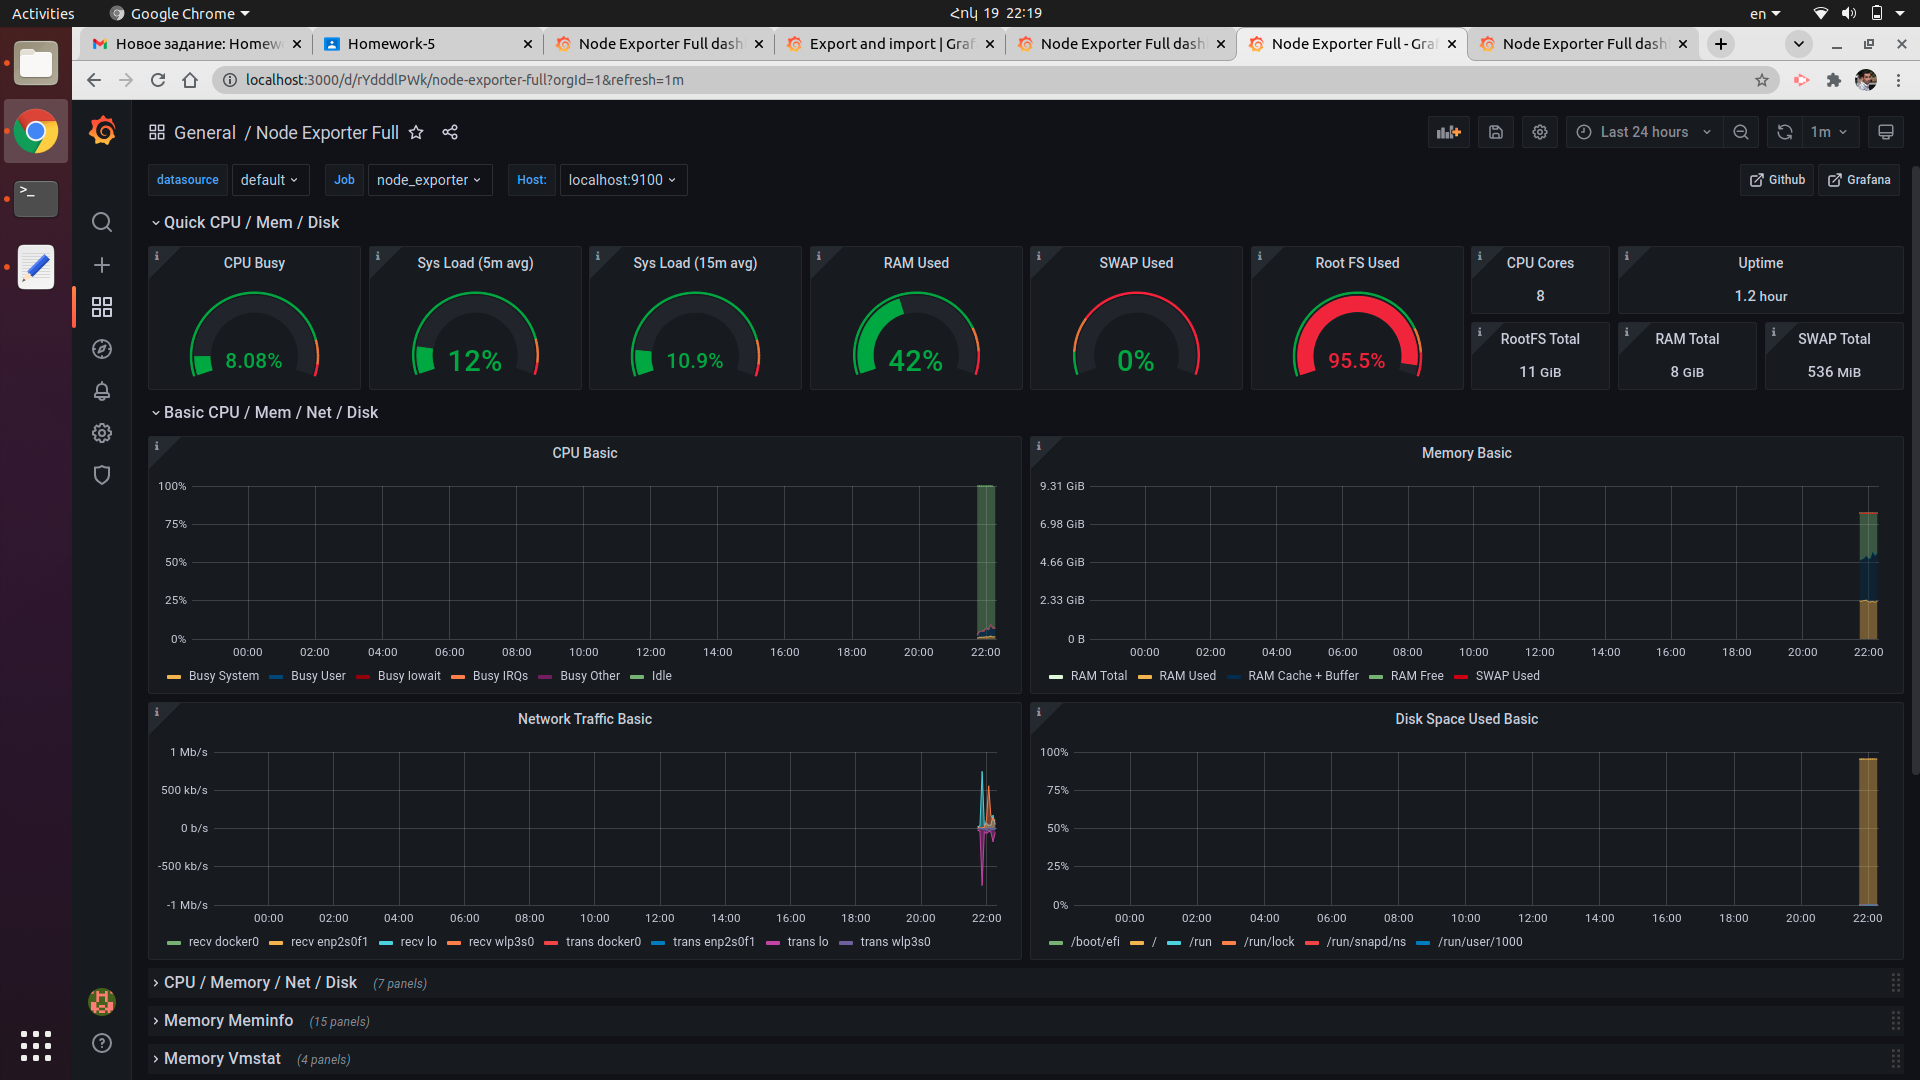 Activities Google Chrome Հոկ 19 22:19 en
Новое задание: Homew Homework-5 Node Exporter Full dash Export and import | Graf Node Exporter Full dash Node Exporter Full - Gra Node Exporter Full dash
localhost:3000/d/rYdddlPWk/node-exporter-full?orgId=1&refresh=1m
General / Node Exporter Full Last 24 hours 1m
datasource default Job node_exporter Host: localhost:9100 Github Grafana
Quick CPU / Mem / Disk
CPU Busy Sys Load (5m avg) Sys Load (15m avg) RAM Used SWAP Used Root FS Used CPU Cores Uptime
8 1.2 hour
RootFS Total RAM Total SWAP Total
8.08% 12% 10.9% 42% 0% 95.5% 11 GiB 8 GiB 536 MiB
Basic CPU / Mem / Net / Disk
CPU Basic
100%
75%
50%
25%
0%
00:00 02:00 04:00 06:00 08:00 10:00 12:00 14:00 16:00 18:00 20:00 22:00
Busy System Busy User Busy Iowait Busy IRQs Busy Other Idle
Memory Basic
9.31 GiB
6.98 GiB
4.66 GiB
2.33 GiB
0 B
00:00 02:00 04:00 06:00 08:00 10:00 12:00 14:00 16:00 18:00 20:00 22:00
RAM Total RAM Used RAM Cache + Buffer RAM Free SWAP Used
Network Traffic Basic
1 Mb/s
500 kb/s
0 b/s
-500 kb/s
-1 Mb/s
00:00 02:00 04:00 06:00 08:00 10:00 12:00 14:00 16:00 18:00 20:00 22:00
recv docker0 recv enp2s0f1 recv lo recv wlp3s0 trans docker0 trans enp2s0f1 trans lo trans wlp3s0
Disk Space Used Basic
100%
75%
50%
25%
0%
00:00 02:00 04:00 06:00 08:00 10:00 12:00 14:00 16:00 18:00 20:00 22:00
/boot/efi / /run /run/lock /run/snapd/ns /run/user/1000
CPU / Memory / Net / Disk (7 panels)
Memory Meminfo (15 panels)
Memory Vmstat (4 panels)